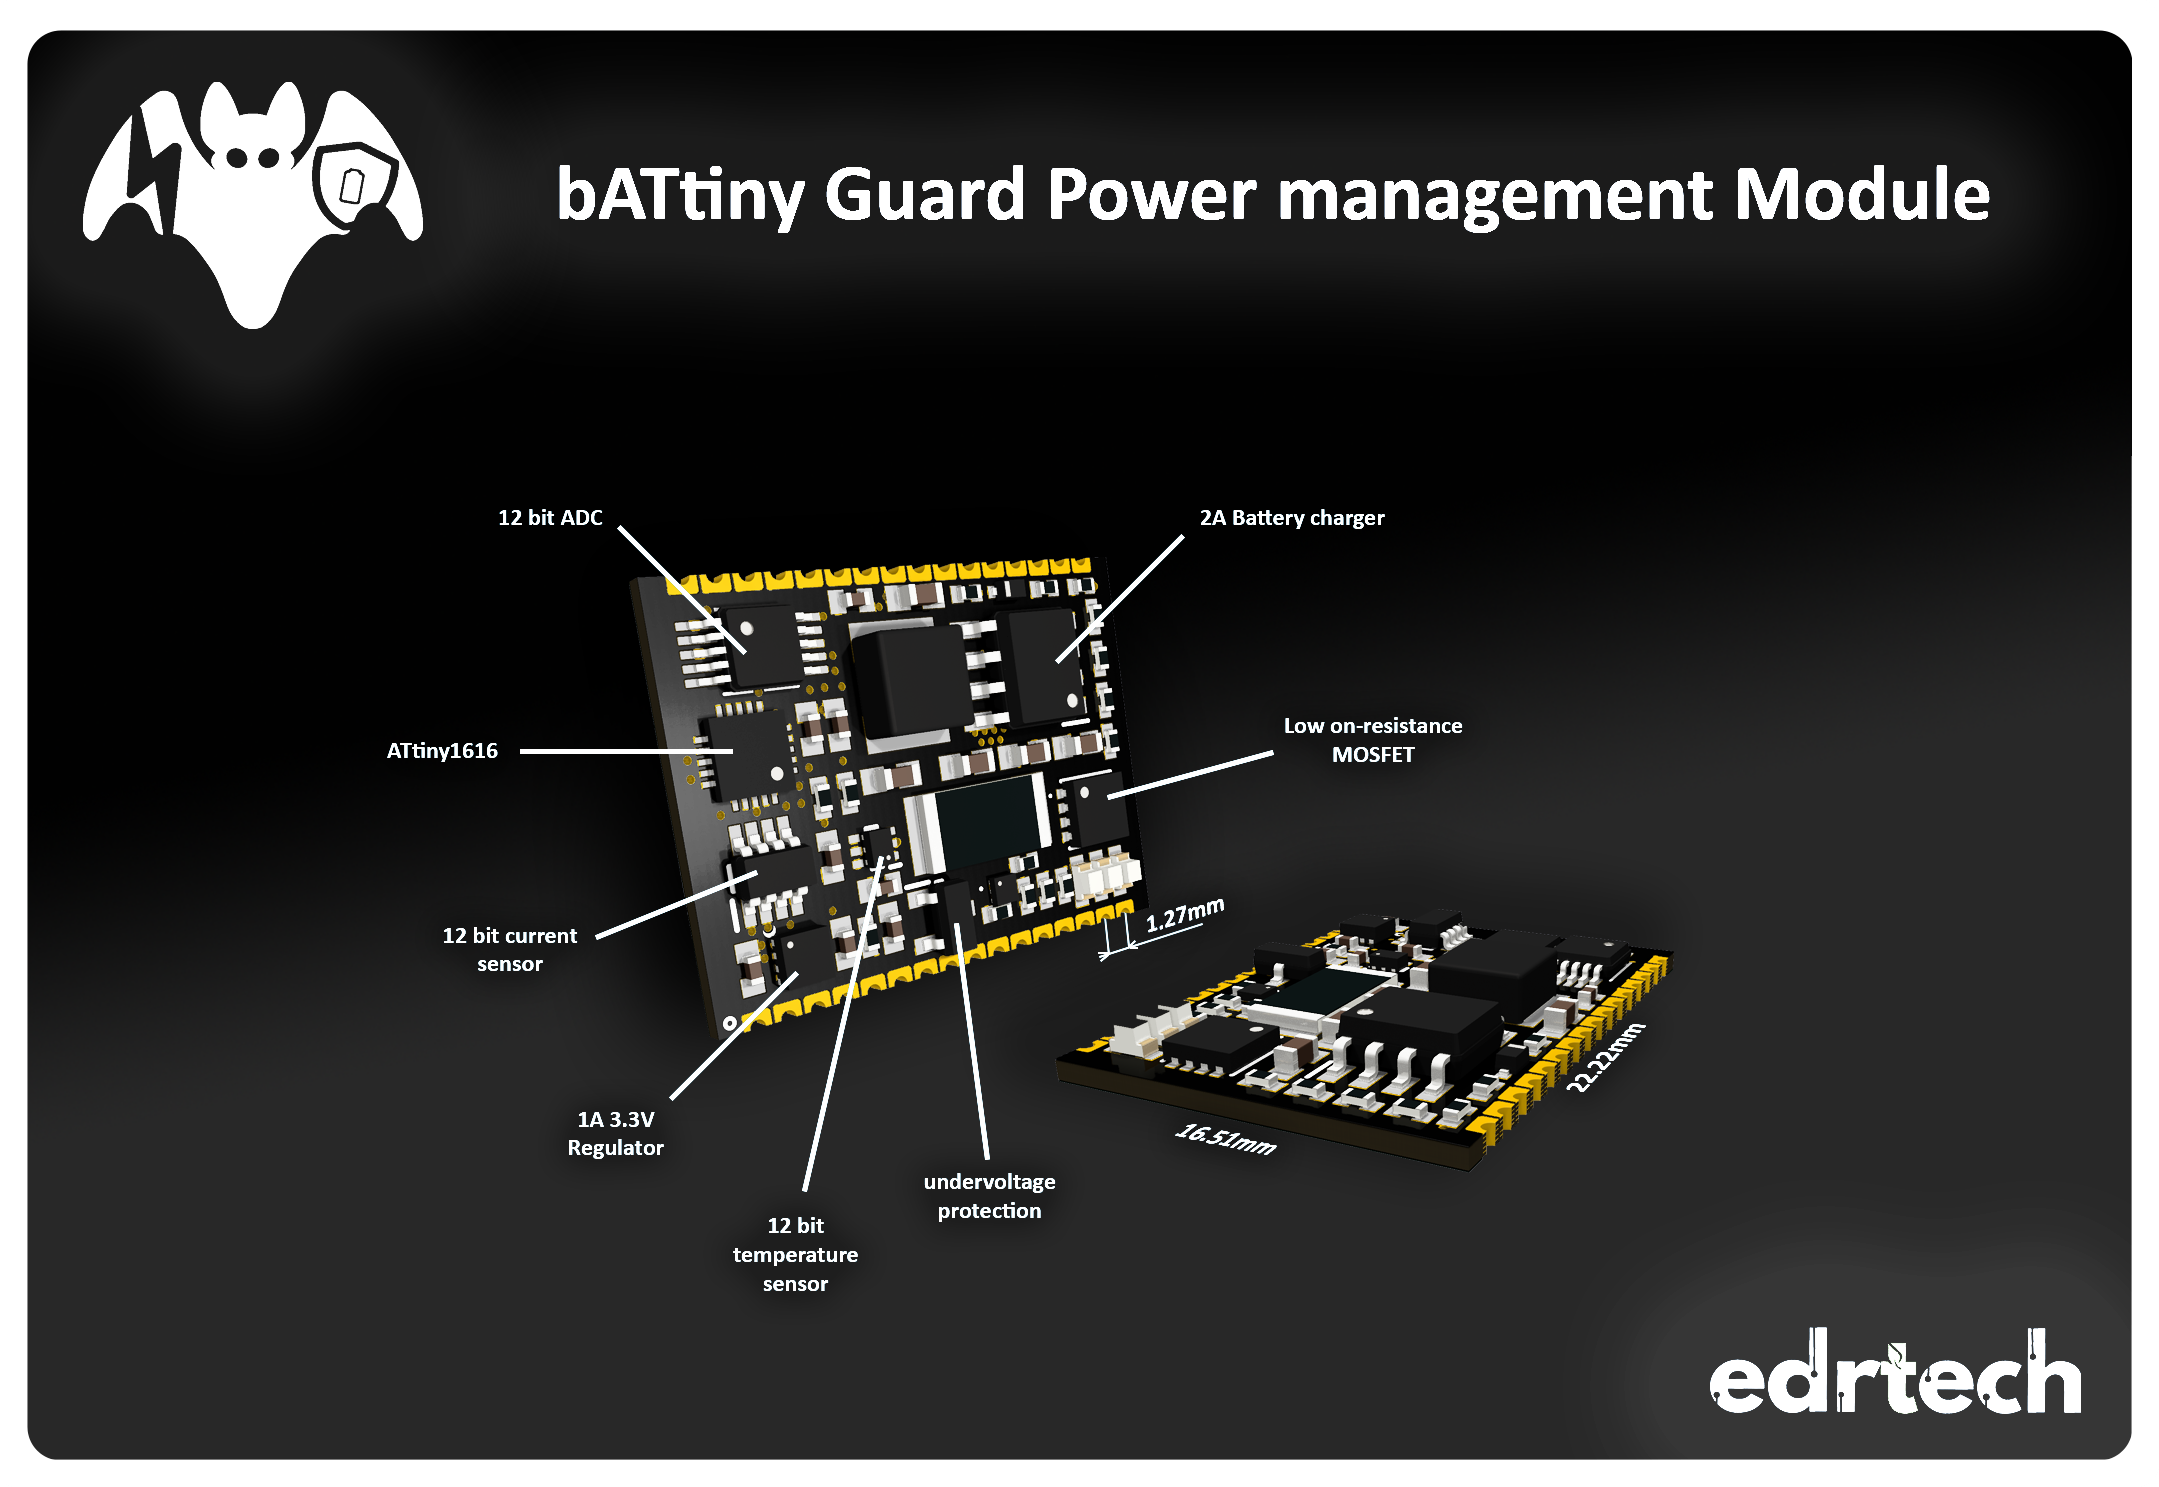 bATtiny Guard Power management Module
12 bit ADC
2A Battery charger
Low on-resistance
MOSFET
ATtiny1616
12 bit current
sensor
1.27mm
22.22mm
16.51mm
1A 3.3V
Regulator
undervoltage
protection
12 bit
temperature
sensor
edrtech